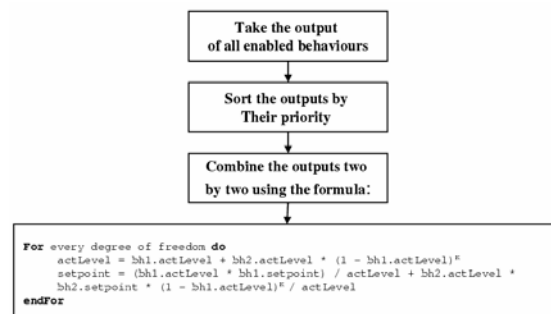 Take the output
of all enabled behaviours
Sort the outputs by
Their priority
Combine the outputs two
by two using the formula:
For every degree of freedom do
actLevel = bh1.actLevel + bh2.actLevel * (1 - bh1.actLevel)ᴷ
setpoint = (bh1.actLevel * bh1.setpoint) / actLevel + bh2.actLevel *
bh2.setpoint * (1 - bh1.actLevel)ᴷ / actLevel
endFor